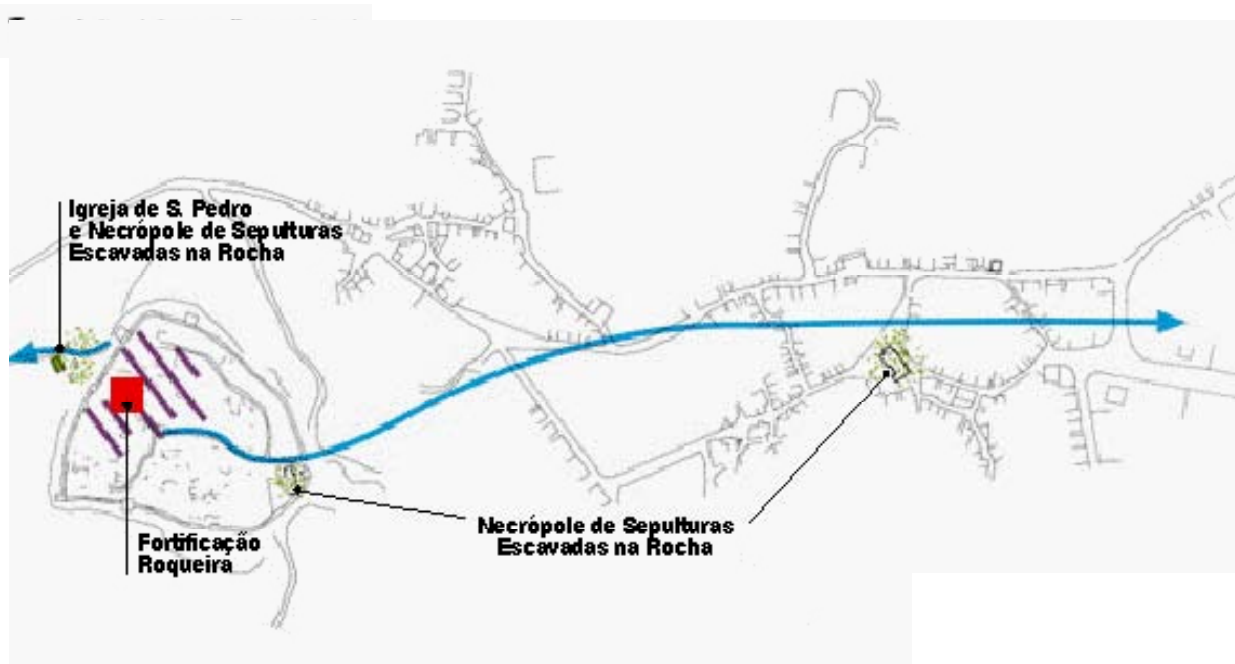 Igreja de S. Pedro
e Necrópole de Sepulturas
Escavadas na Rocha
Necrópole de Sepulturas
Escavadas na Rocha
Fortificação
Roqueira